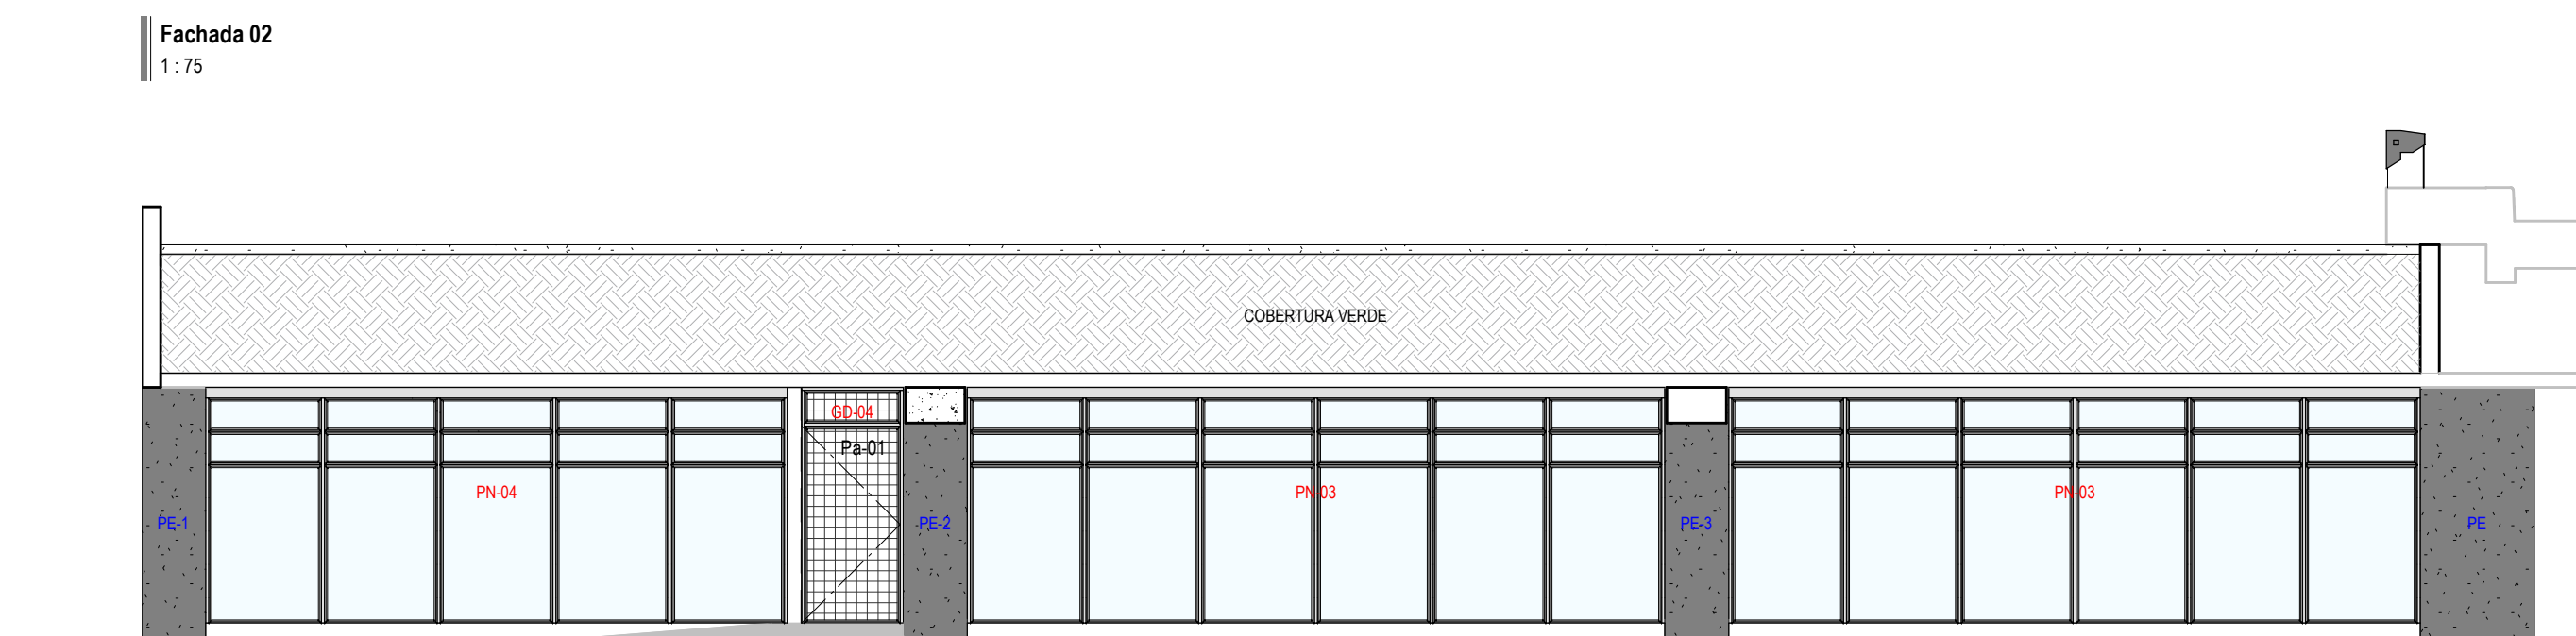 Fachada 02
1 : 75
COBERTURA VERDE
GD-04
Pa-01
PN-04
PN-03
PN-03
PE-1
PE-2
PE-3
PE